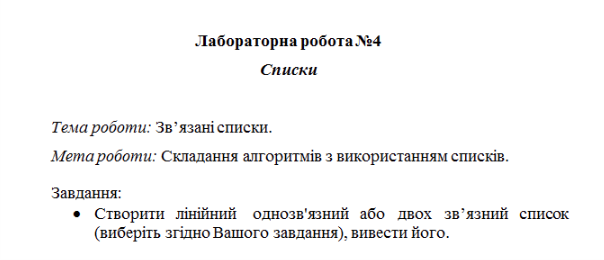 Лабораторна робота №4
Списки
Тема роботи: Зв’язані списки.
Мета роботи: Складання алгоритмів з використанням списків.
Завдання:
• Створити лінійний однозв'язний або двох зв’язний список
(виберіть згідно Вашого завдання), вивести його.